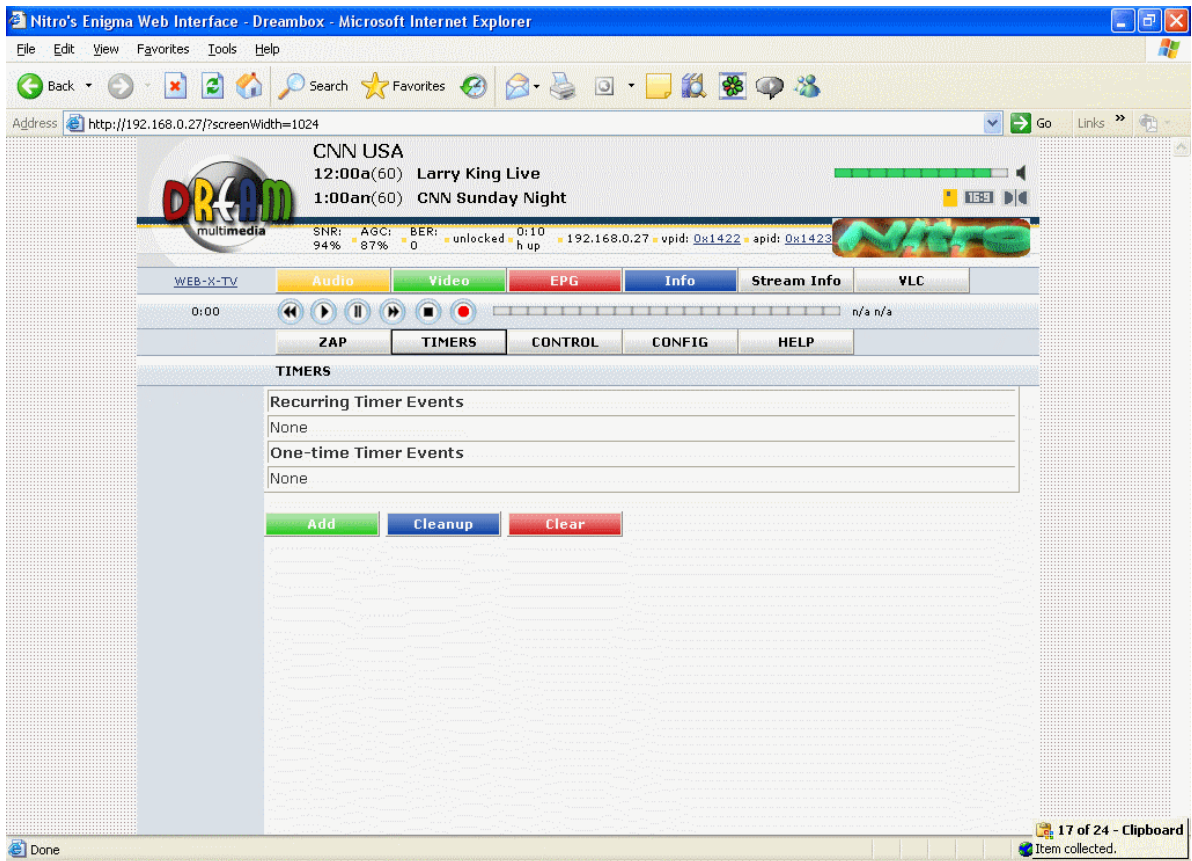 Nitro's Enigma Web Interface - Dreambox - Microsoft Internet Explorer
File Edit View Favorites Tools Help
Back Search Favorites
Address http://192.168.0.27/?screenWidth=1024 Go Links »
CNN USA
12:00a(60) Larry King Live
1:00an(60) CNN Sunday Night
DREAM
multimedia
16:9
SNR: AGC: BER: unlocked 0:10 192.168.0.27 vpid: 0x1422 apid: 0x1423
94% 87% 0 h up
Nitro
WEB-X-TV Audio Video EPG Info Stream Info VLC
0:00 n/a n/a
ZAP TIMERS CONTROL CONFIG HELP
TIMERS
Recurring Timer Events
None
One-time Timer Events
None
Add Cleanup Clear
17 of 24 - Clipboard
Item collected.
Done